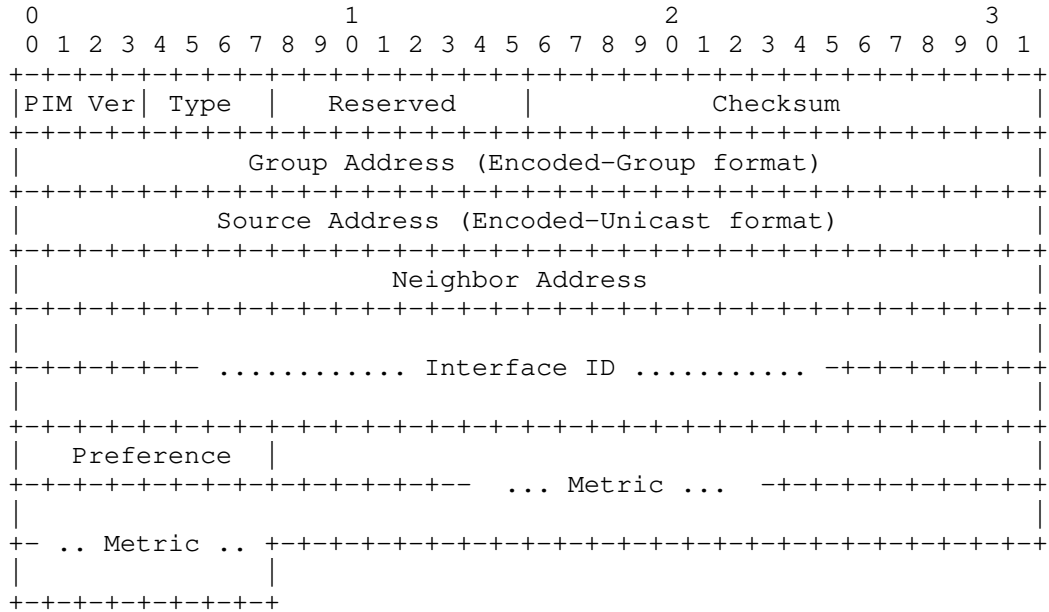 0                   1                   2                   3
 0 1 2 3 4 5 6 7 8 9 0 1 2 3 4 5 6 7 8 9 0 1 2 3 4 5 6 7 8 9 0 1
+-+-+-+-+-+-+-+-+-+-+-+-+-+-+-+-+-+-+-+-+-+-+-+-+-+-+-+-+-+-+-+-+
|PIM Ver| Type  |   Reserved    |           Checksum            |
+-+-+-+-+-+-+-+-+-+-+-+-+-+-+-+-+-+-+-+-+-+-+-+-+-+-+-+-+-+-+-+-+
|              Group Address (Encoded-Group format)             |
+-+-+-+-+-+-+-+-+-+-+-+-+-+-+-+-+-+-+-+-+-+-+-+-+-+-+-+-+-+-+-+-+
|            Source Address (Encoded-Unicast format)            |
+-+-+-+-+-+-+-+-+-+-+-+-+-+-+-+-+-+-+-+-+-+-+-+-+-+-+-+-+-+-+-+-+
|                       Neighbor Address                        |
+-+-+-+-+-+-+-+-+-+-+-+-+-+-+-+-+-+-+-+-+-+-+-+-+-+-+-+-+-+-+-+-+
|                                                               |
+-+-+-+-+-+- ............ Interface ID ........... -+-+-+-+-+-+-+
|                                                               |
+-+-+-+-+-+-+-+-+-+-+-+-+-+-+-+-+-+-+-+-+-+-+-+-+-+-+-+-+-+-+-+-+
|   Preference  |                                               |
+-+-+-+-+-+-+-+-+-+-+-+-+-+--  ... Metric ...  -+-+-+-+-+-+-+-+-+
|                                                               |
+- .. Metric .. +-+-+-+-+-+-+-+-+-+-+-+-+-+-+-+-+-+-+-+-+-+-+-+-+
|               |
+-+-+-+-+-+-+-+-+